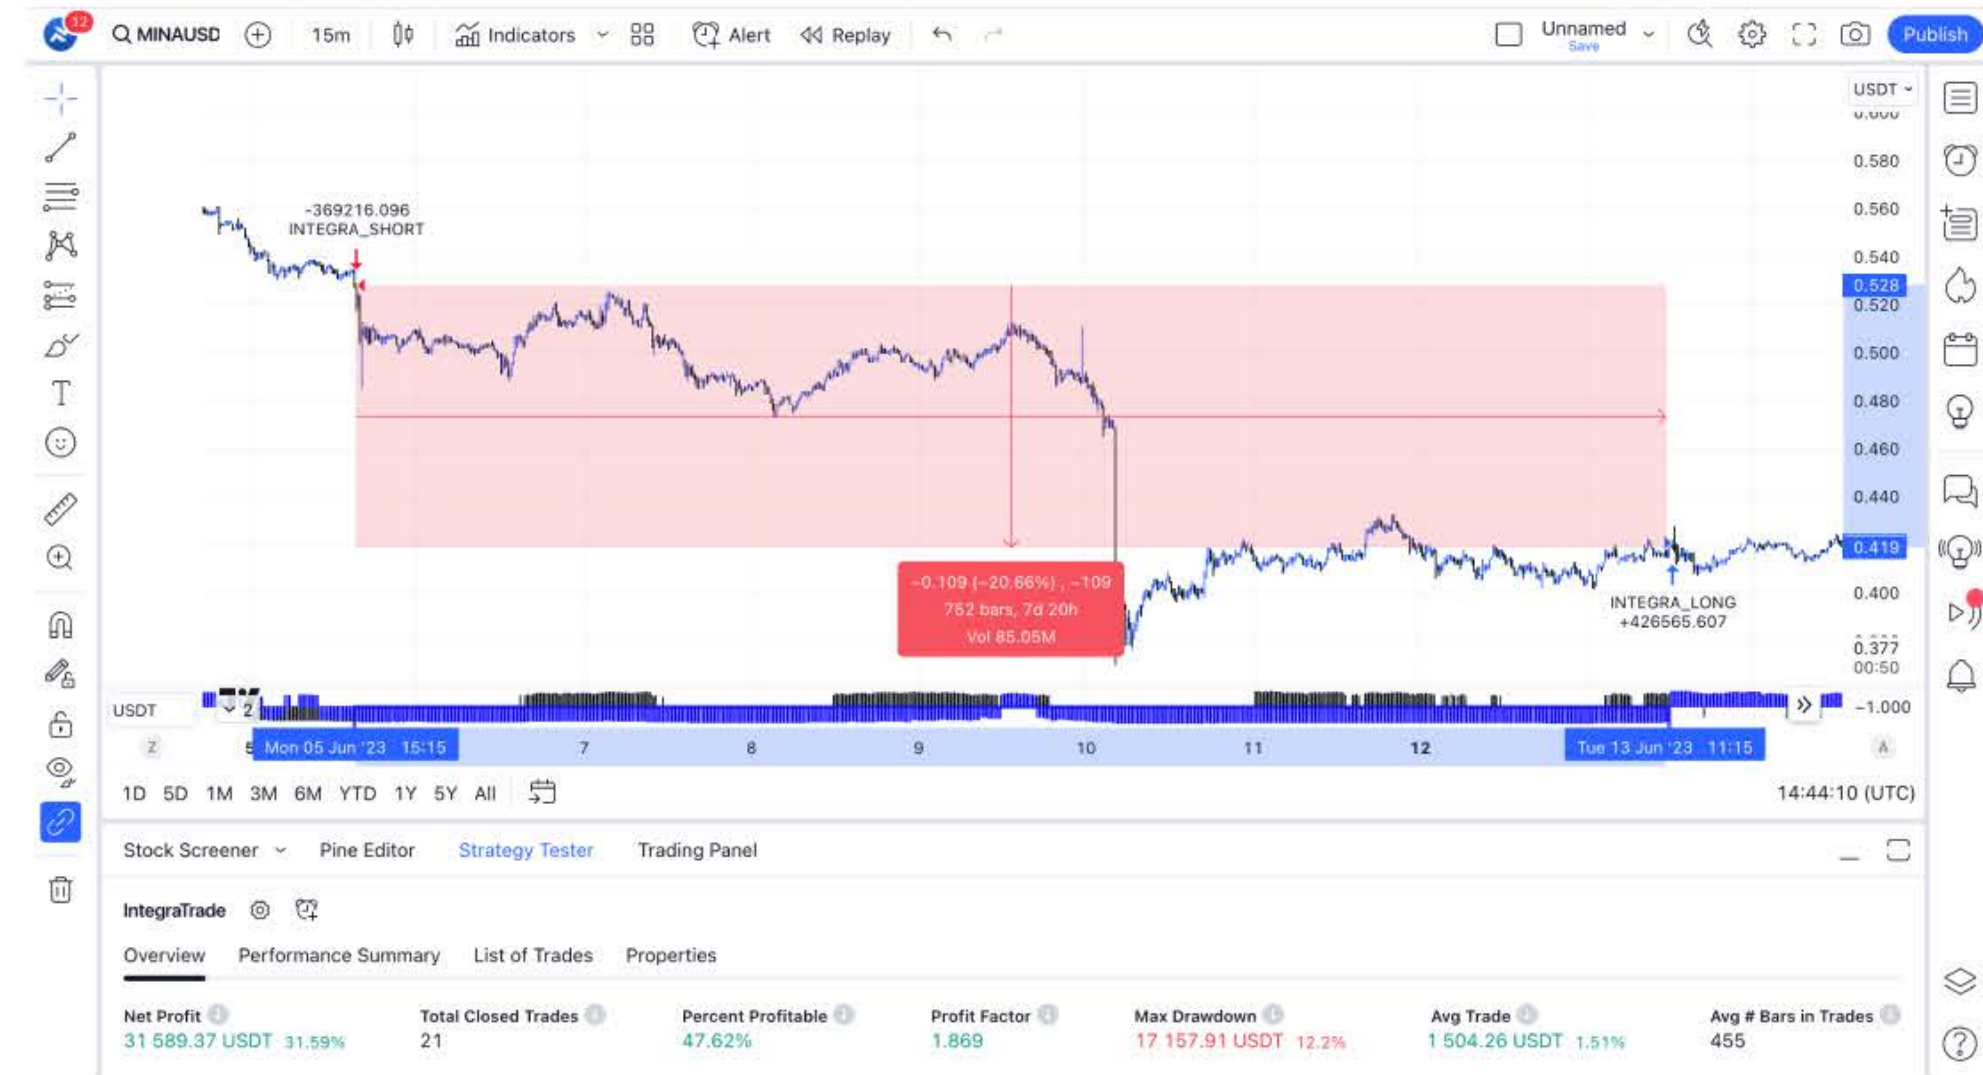 12
MINAUSD
15m
Indicators
Alert
Replay
Unnamed
Save
Publish
USDT
0.600
0.580
0.560
0.540
0.528
0.520
0.500
0.480
0.460
0.440
0.419
0.400
0.377
00:50
-369216.096
INTEGRA_SHORT
−0.109 (−20.66%) , −109
752 bars, 7d 20h
Vol 85.05M
INTEGRA_LONG
+426565.607
USDT
2
−1.000
Z
Mon 05 Jun '23 15:15
7
8
9
10
11
12
Tue 13 Jun '23 11:15
A
1D 5D 1M 3M 6M YTD 1Y 5Y All
14:44:10 (UTC)
Stock Screener Pine Editor Strategy Tester Trading Panel
IntegraTrade
Overview Performance Summary List of Trades Properties
Net Profit Total Closed Trades Percent Profitable Profit Factor Max Drawdown Avg Trade Avg # Bars in Trades
31 589.37 USDT 31.59% 21 47.62% 1.869 17 157.91 USDT 12.2% 1 504.26 USDT 1.51% 455